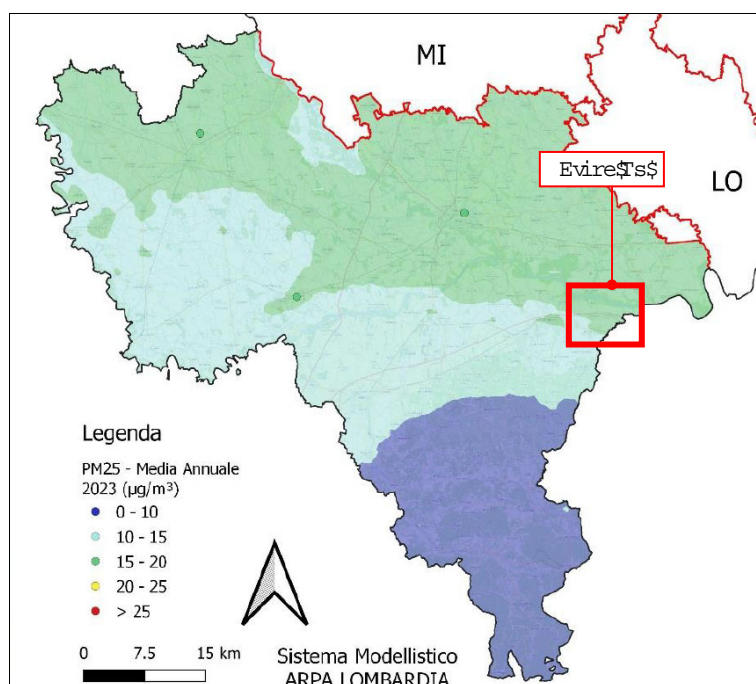 MI
Evire$Ts$
LO
Legenda
PM25 - Media Annuale
2023 (µg/m³)
0 - 10
10 - 15
15 - 20
20 - 25
> 25
0 7.5 15 km
Sistema Modellistico
ARPA LOMBARDIA